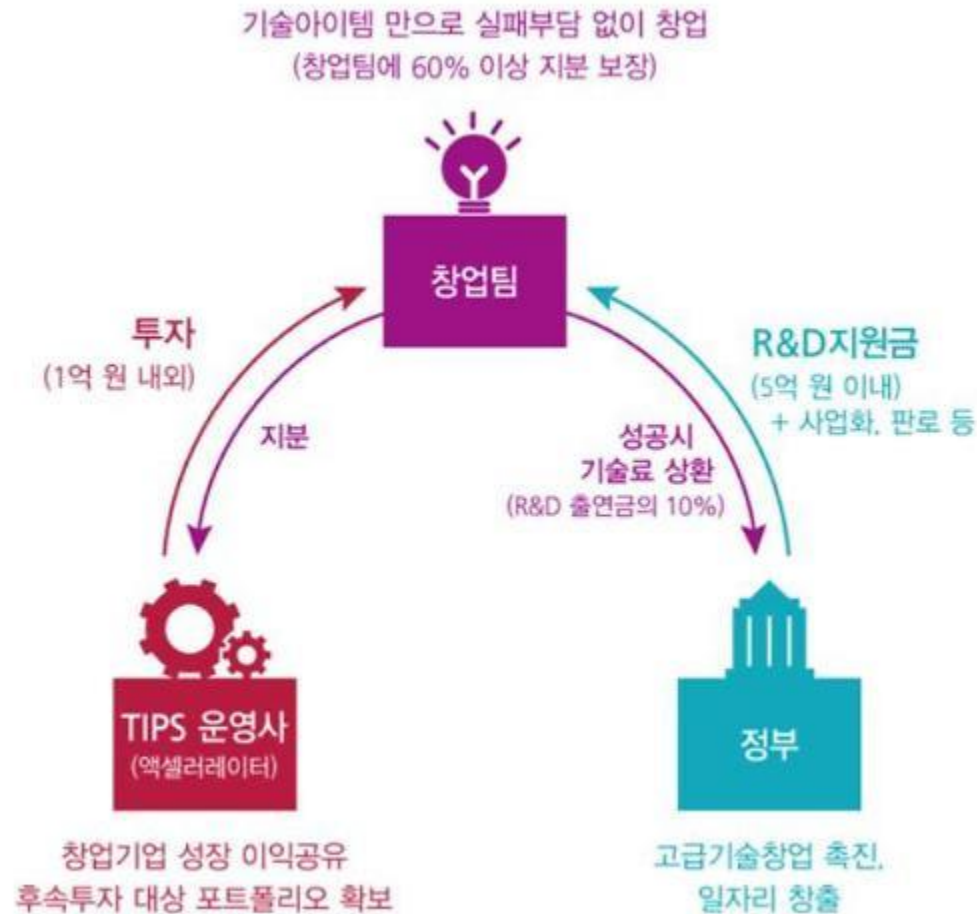 기술아이템 만으로 실패부담 없이 창업
(창업팀에 60% 이상 지분 보장)
창업팀
투자
(1억 원 내외)
지분
R&D지원금
(5억 원 이내)
+ 사업화, 판로 등
성공시
기술료 상환
(R&D 출연금의 10%)
TIPS 운영사
(액셀러레이터)
정부
창업기업 성장 이익공유
후속투자 대상 포트폴리오 확보
고급기술창업 촉진,
일자리 창출